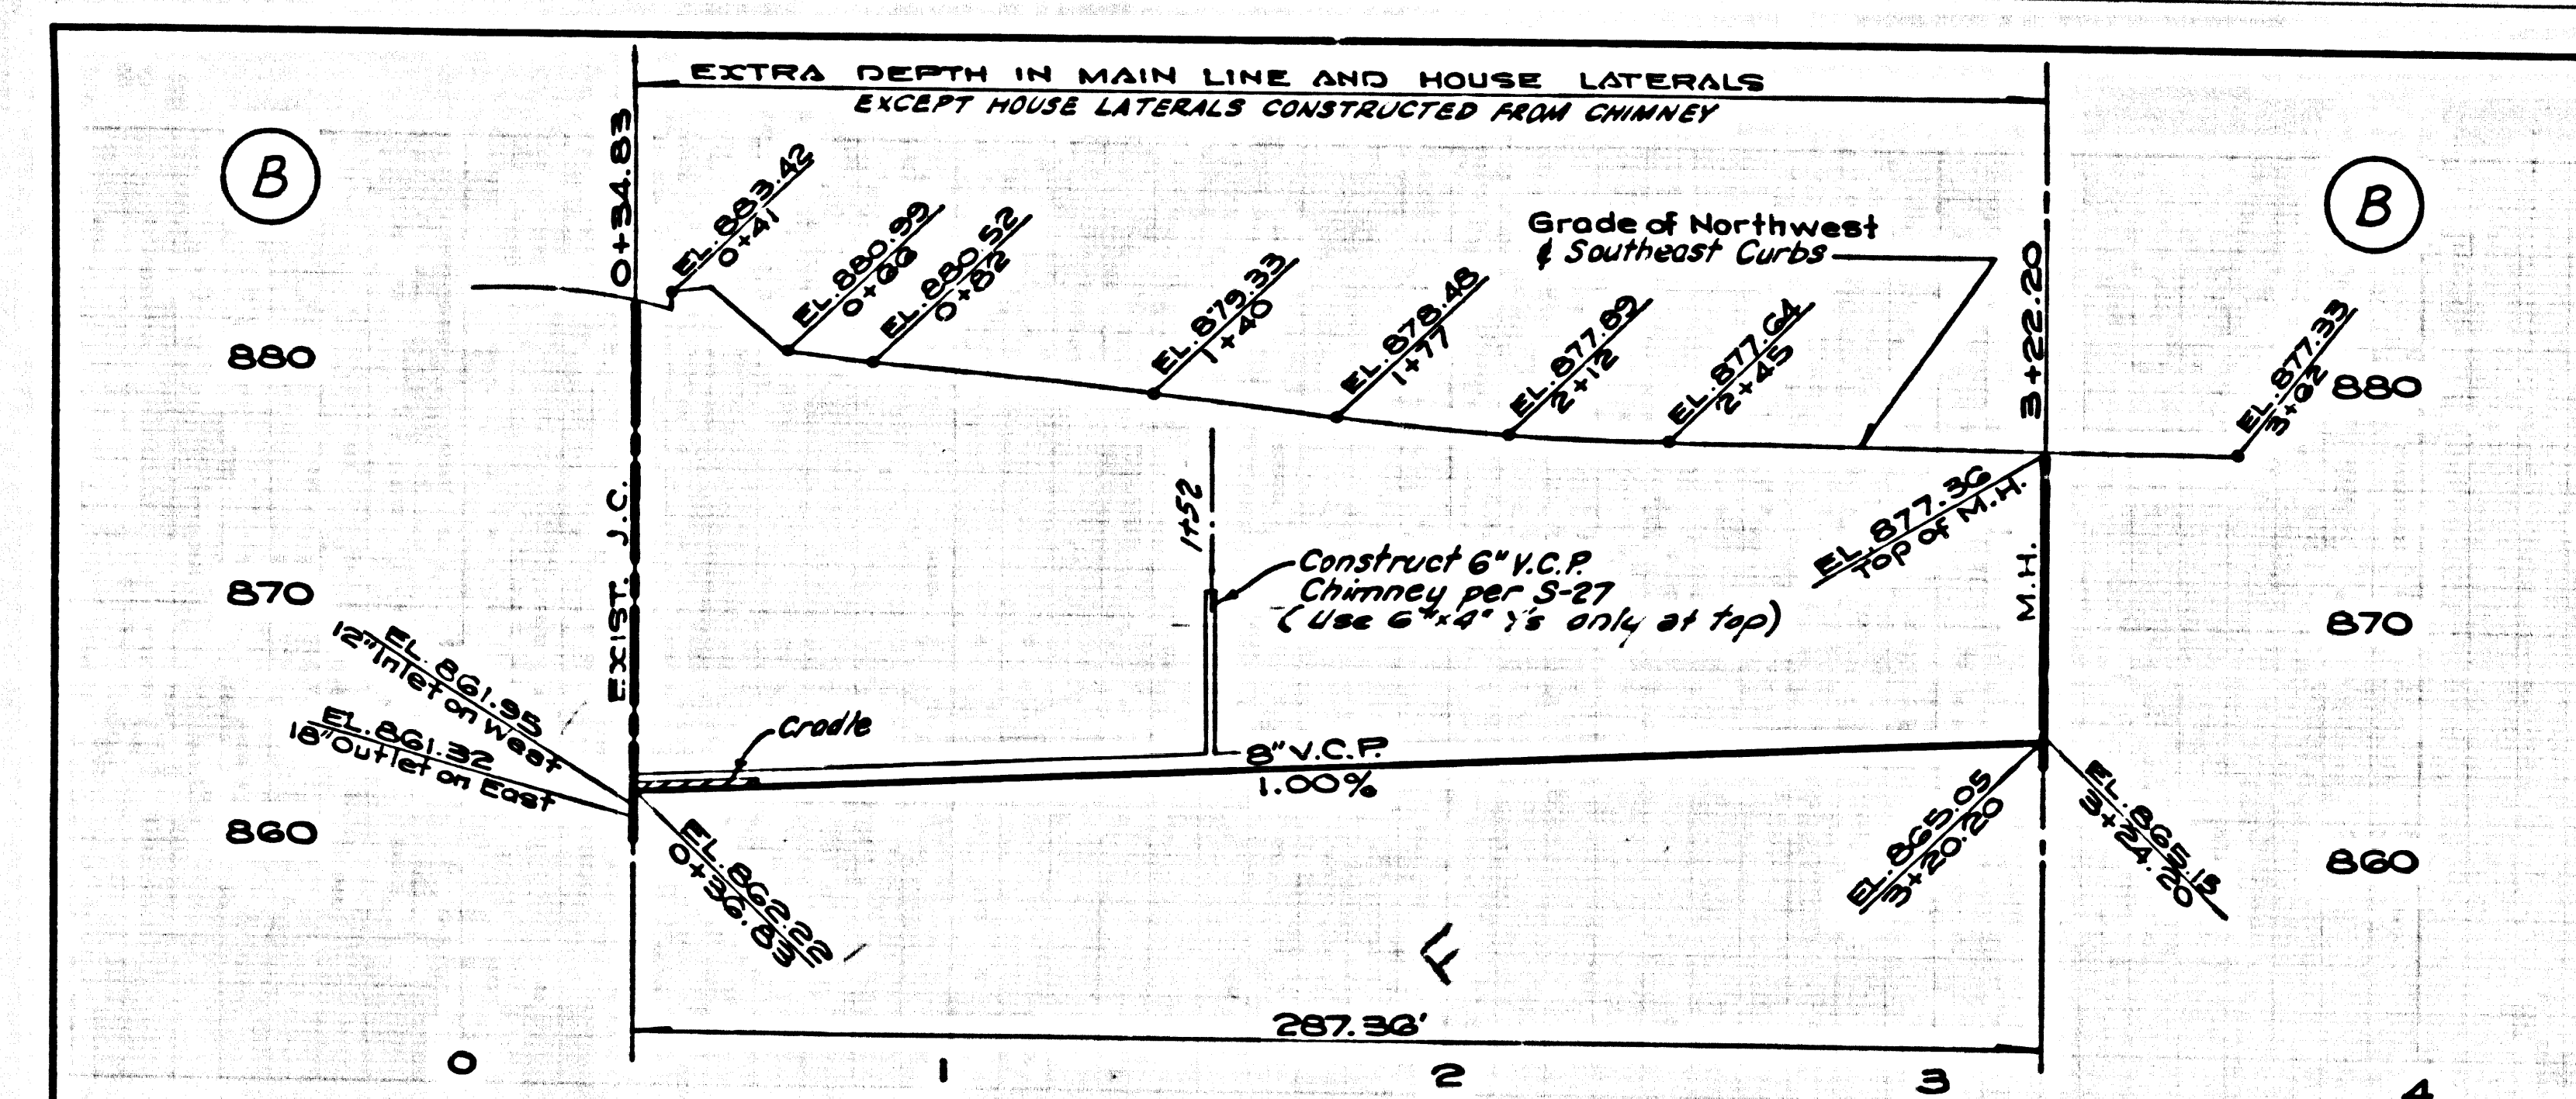 EXTRA DEPTH IN MAIN LINE AND HOUSE LATERALS
EXCEPT HOUSE LATERALS CONSTRUCTED FROM CHIMNEY
B
B
0+34.83
EL. 883.42
0+41
EL. 880.99
0+66
EL. 880.52
0+82
EL. 879.33
1+40
EL. 878.48
1+77
EL. 877.89
2+12
EL. 877.64
2+45
Grade of Northwest
& Southeast Curbs
3+22.20
EL. 877.33
3+62
880
880
EL. 877.36
Top of M.H.
1+52
EXIST. J.C.
M.H.
Construct 6" V.C.P.
Chimney per S-27
(Use 6"x4" Y's only at top)
870
870
EL. 861.95
12" Inlet on West
EL. 861.32
18" Outlet on East
Cradle
8" V.C.P.
1.00%
860
860
EL. 862.22
0+36.83
EL. 865.05
3+20.20
EL. 865.15
3+24.20
287.36'
0
1
2
3
4